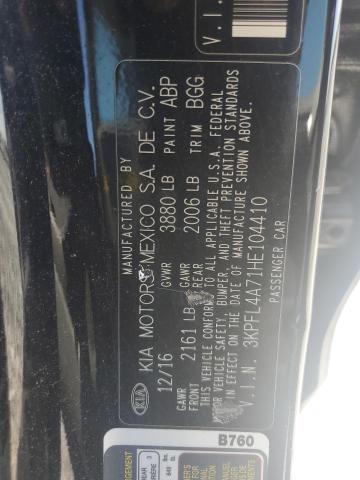 MANUFACTURED BY
KIA MOTORS MEXICO S.A. DE C.V.
KIA
12/16 GVWR 3880 LB PAINT ABP
GAWR FRONT 2161 LB GAWR REAR 2006 LB TRIM BGG
THIS VEHICLE CONFORMS TO ALL APPLICABLE U.S.A. FEDERAL
MOTOR VEHICLE SAFETY, BUMPER, AND THEFT PREVENTION STANDARDS
IN EFFECT ON THE DATE OF MANUFACTURE SHOWN ABOVE.
V.I.N. 3KPFL4A71HE104410
PASSENGER CAR
V.I.
B760